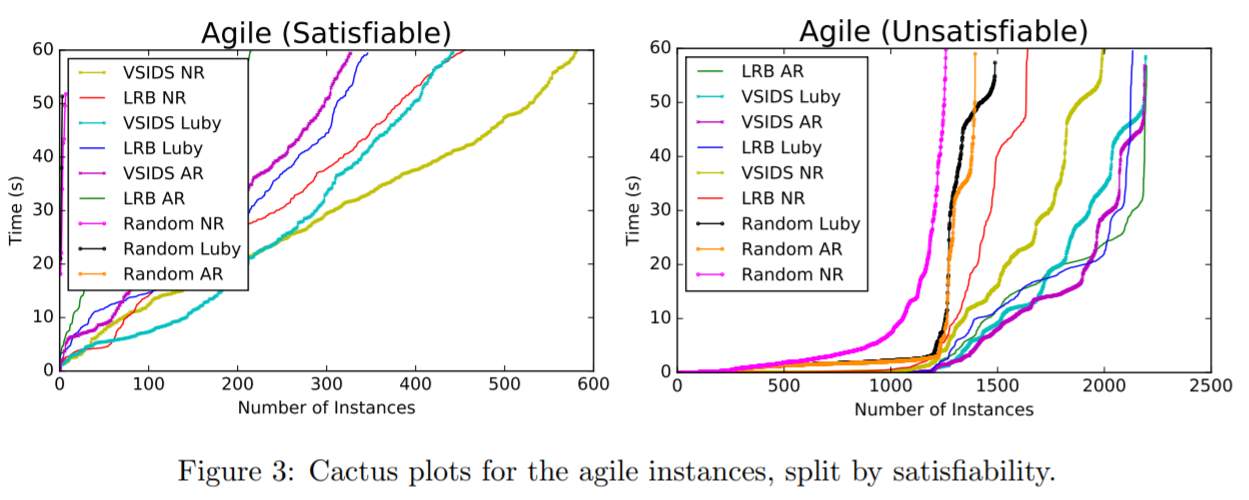 Agile (Satisfiable)
60
50
40
30
20
10
0
Time (s)
VSIDS NR
LRB NR
VSIDS Luby
LRB Luby
VSIDS AR
LRB AR
Random NR
Random Luby
Random AR
0 100 200 300 400 500 600
Number of Instances
Agile (Unsatisfiable)
60
50
40
30
20
10
0
Time (s)
LRB AR
VSIDS Luby
VSIDS AR
LRB Luby
VSIDS NR
LRB NR
Random Luby
Random AR
Random NR
0 500 1000 1500 2000 2500
Number of Instances
Figure 3: Cactus plots for the agile instances, split by satisfiability.